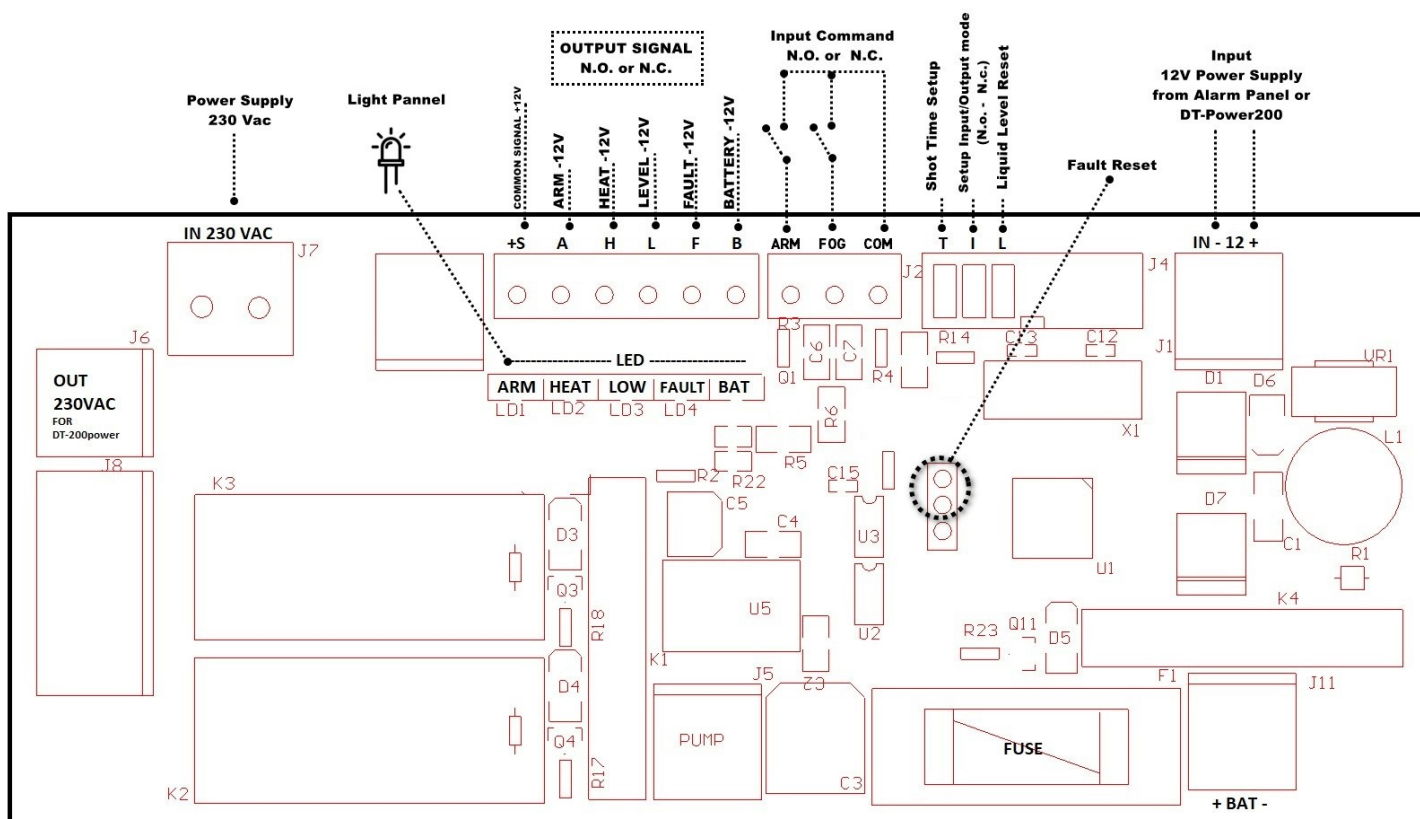 Power Supply
230 Vac
Light Pannel
OUTPUT SIGNAL
N.O. or N.C.
COMMON SIGNAL +12V
ARM -12V
HEAT -12V
LEVEL -12V
FAULT -12V
BATTERY -12V
Input Command
N.O. or N.C.
Shot Time Setup
Setup Input/Output mode
(N.o. - N.c.)
Liquid Level Reset
Fault Reset
Input
12V Power Supply
from Alarm Panel or
DT-Power200
IN 230 VAC
+S A H L F B ARM FOG COM T I L
IN - 12 +
J7
J2
J4
J6
R3
C6
C7
R4
R14
C13
C12
J1
VR1
OUT
230VAC
FOR
DT-200power
LED
ARM HEAT LOW FAULT BAT
LD1 LD2 LD3 LD4
Q1
D1
D6
R6
X1
L1
J8
R5
K3
R2
R22
C15
C5
D3
C4
U3
D7
C1
Q3
U1
R1
U5
K4
R18
U2
R23
Q11
D5
K1
J5
C2
F1
J11
D4
PUMP
Q4
FUSE
R17
C3
K2
+ BAT -